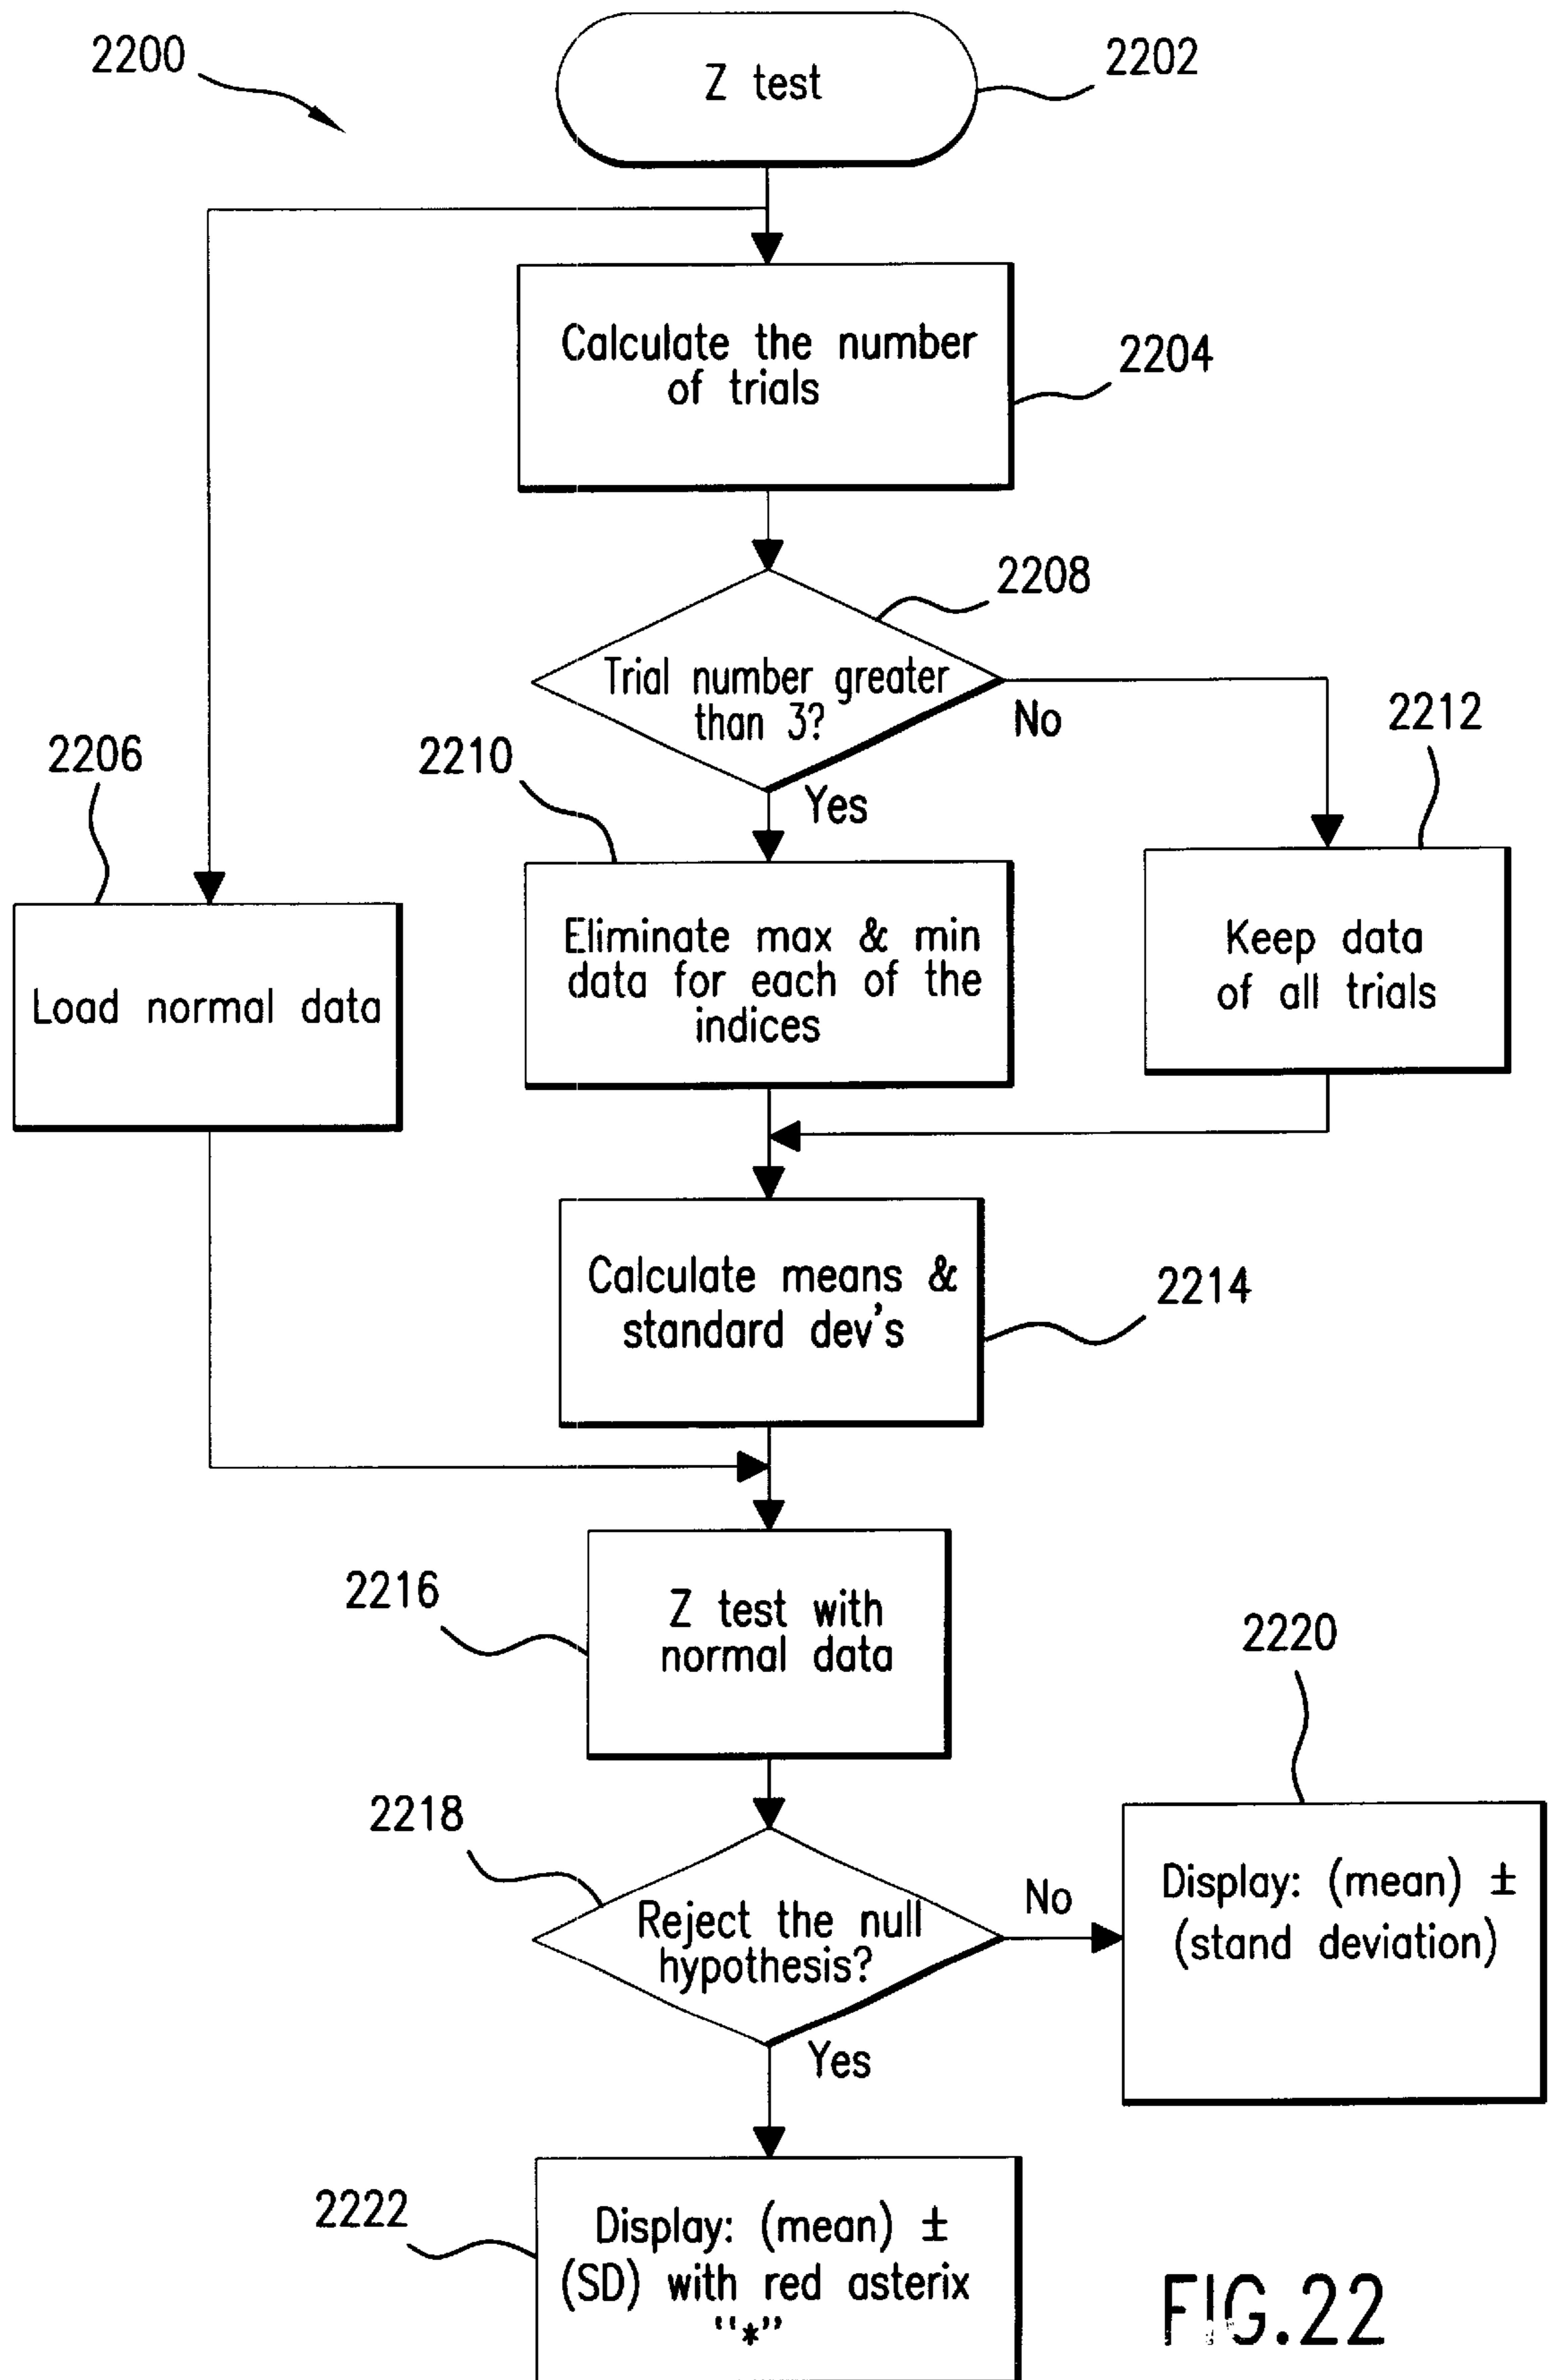 2200
Z test
2202
Calculate the number
of trials
2204
2208
Trial number greater
than 3?
No
Yes
2206
2210
2212
Load normal data
Eliminate max & min
data for each of the
indices
Keep data
of all trials
Calculate means &
standard dev's
2214
2216
Z test with
normal data
2220
2218
Reject the null
hypothesis?
No
Yes
Display: (mean) ±
(stand deviation)
2222
Display: (mean) ±
(SD) with red asterix
"*"
FIG.22